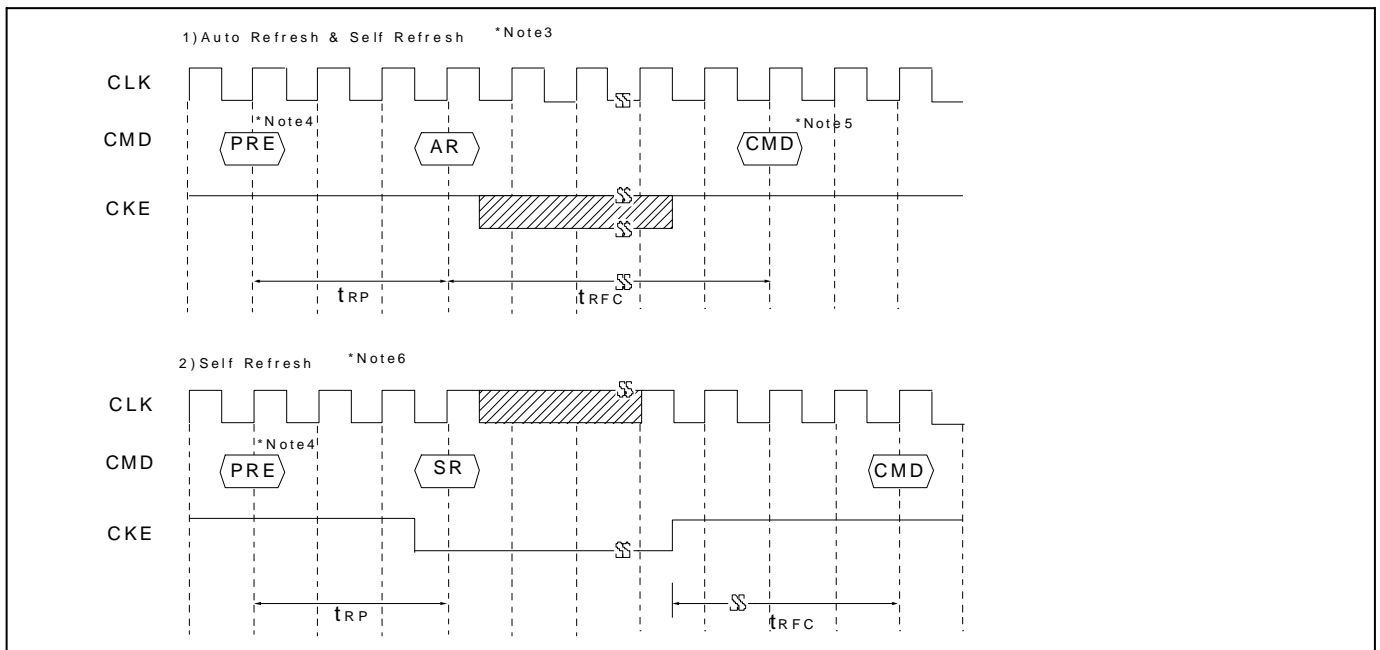 1)Auto Refresh & Self Refresh *Note3
CLK
*Note4 *Note5
CMD PRE AR CMD
CKE
tRP tRFC
2)Self Refresh *Note6
CLK
*Note4
CMD PRE SR CMD
CKE
tRP tRFC